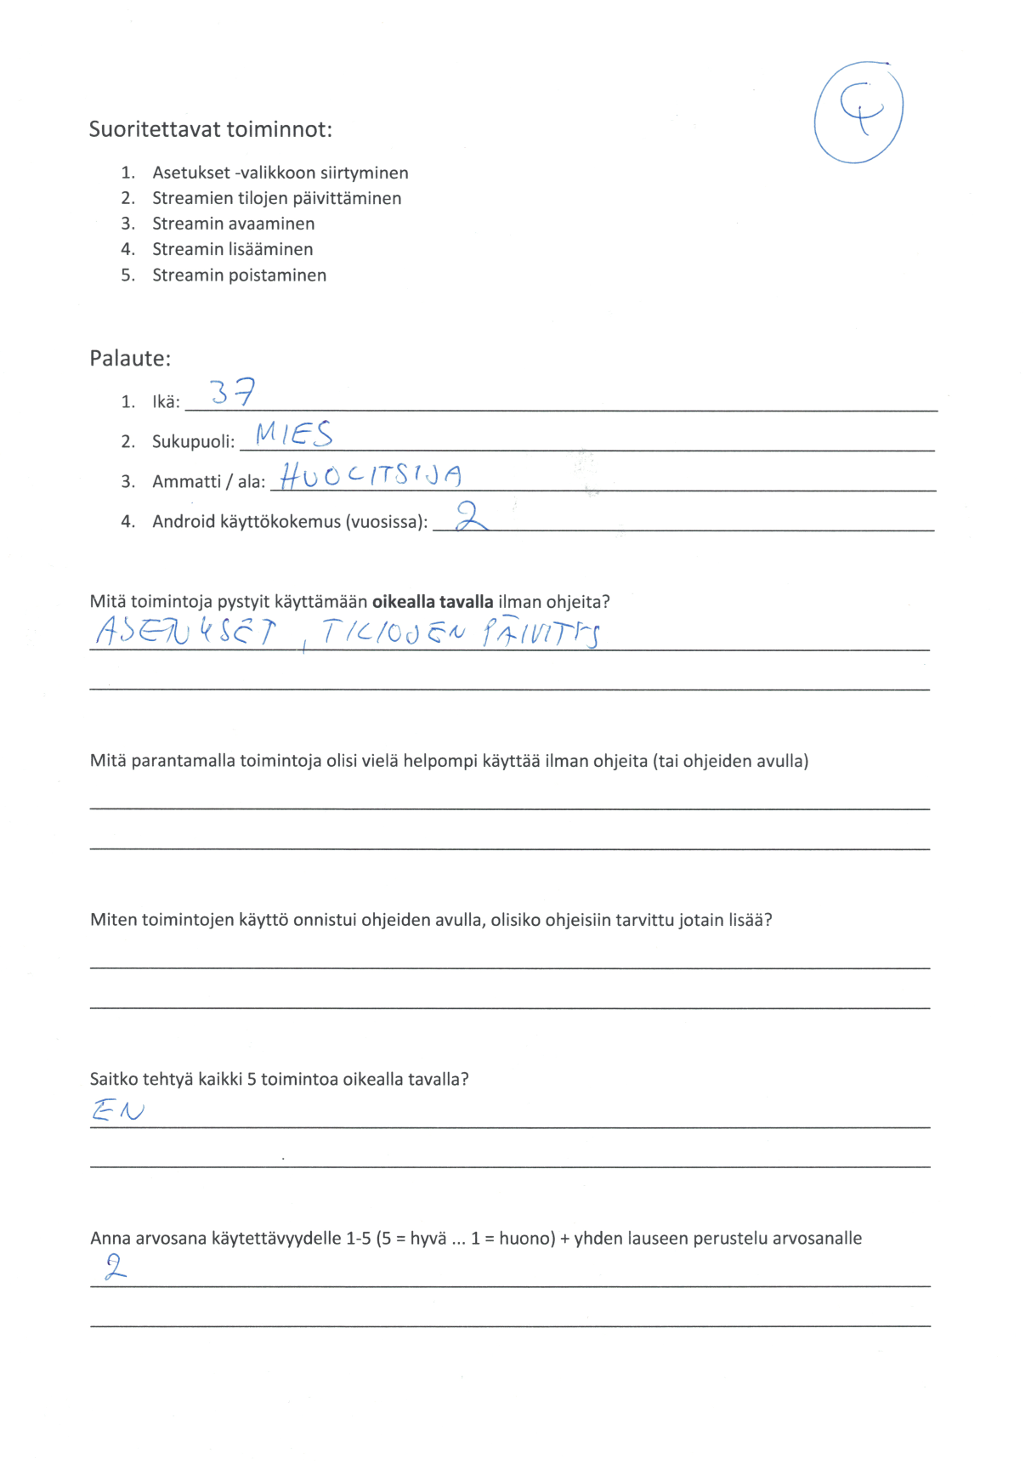 4
Suoritettavat toiminnot:
1. Asetukset -valikkoon siirtyminen
2. Streamien tilojen päivittäminen
3. Streamin avaaminen
4. Streamin lisääminen
5. Streamin poistaminen
Palaute:
1. Ikä: 37
2. Sukupuoli: MIES
3. Ammatti / ala: HUOLITSIJA
4. Android käyttökokemus (vuosissa): 2
Mitä toimintoja pystyit käyttämään oikealla tavalla ilman ohjeita?
ASETUKSET, TILOJEN PÄIVITYS
Mitä parantamalla toimintoja olisi vielä helpompi käyttää ilman ohjeita (tai ohjeiden avulla)
Miten toimintojen käyttö onnistui ohjeiden avulla, olisiko ohjeisiin tarvittu jotain lisää?
Saitko tehtyä kaikki 5 toimintoa oikealla tavalla?
EN
Anna arvosana käytettävyydelle 1-5 (5 = hyvä ... 1 = huono) + yhden lauseen perustelu arvosanalle
2